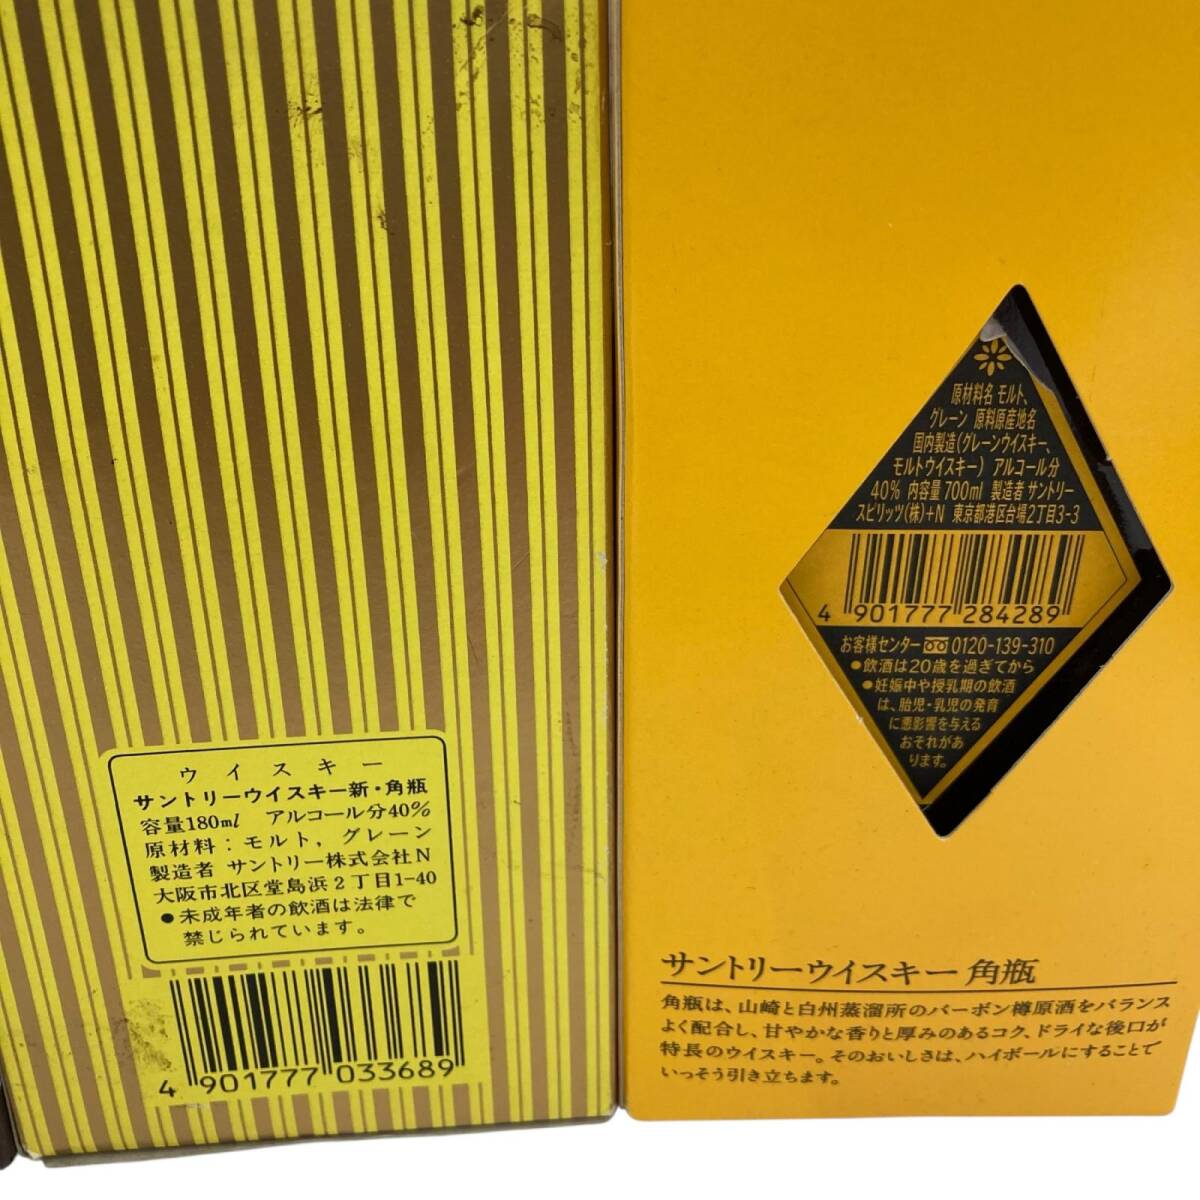 ウイスキー
サントリーウイスキー新・角瓶
容量180ml アルコール分40%
原材料：モルト，グレーン
製造者 サントリー株式会社N
大阪市北区堂島浜2丁目1-40
●未成年者の飲酒は法律で
禁じられています。
4 901777 033689
原材料名 モルト、
グレーン 原料原産地名
国内製造(グレーンウイスキー、
モルトウイスキー) アルコール分
40% 内容量 700ml 製造者 サントリー
スピリッツ(株)+N 東京都港区台場2丁目3-3
4 901777 284289
お客様センター 0120-139-310
●飲酒は20歳を過ぎてから
●妊娠中や授乳期の飲酒
は、胎児・乳児の発育
に悪影響を与える
おそれがあ
ります。
サントリーウイスキー 角瓶
角瓶は、山崎と白州蒸溜所のバーボン樽原酒をバランス
よく配合し、甘やかな香りと厚みのあるコク、ドライな後口が
特長のウイスキー。そのおいしさは、ハイボールにすることで
いっそう引き立ちます。